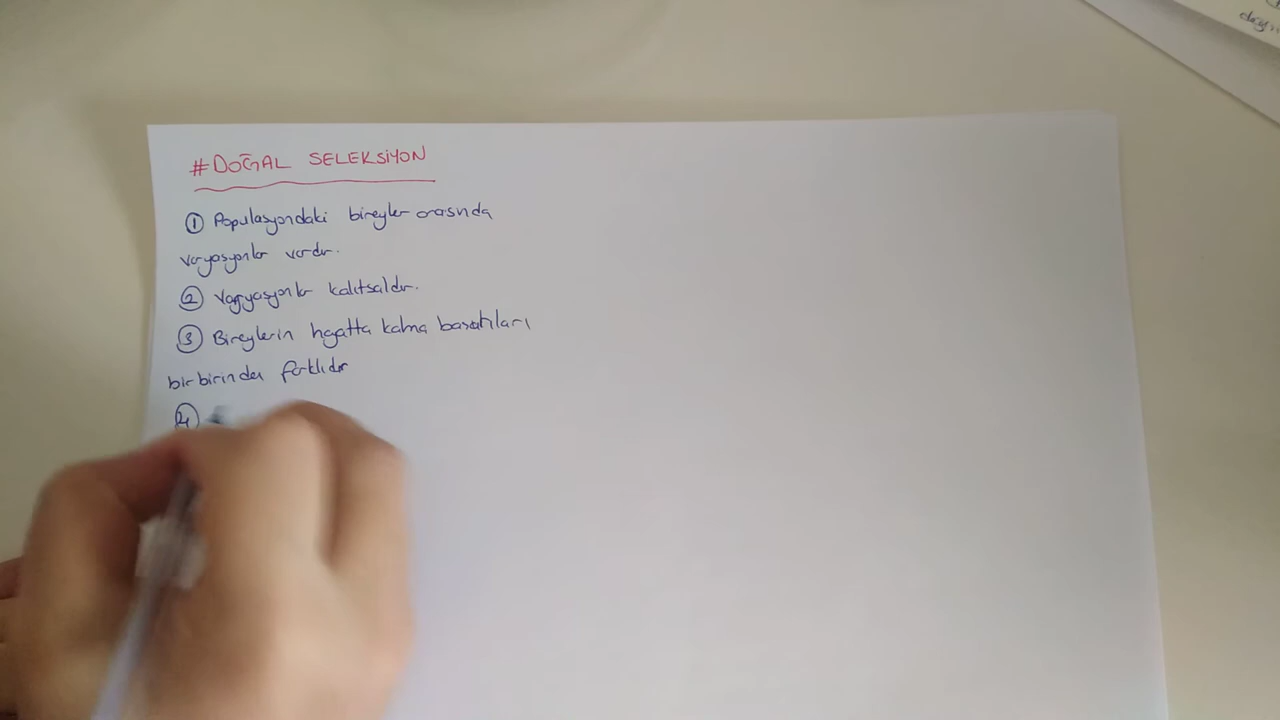 #DOĞAL SELEKSİYON
① Populasyondaki bireyler arasında
varyasyonlar vardır.
② Varyasyonlar kalıtsaldır.
③ Bireylerin hayatta kalma başarıları
birbirinden farklıdır
④